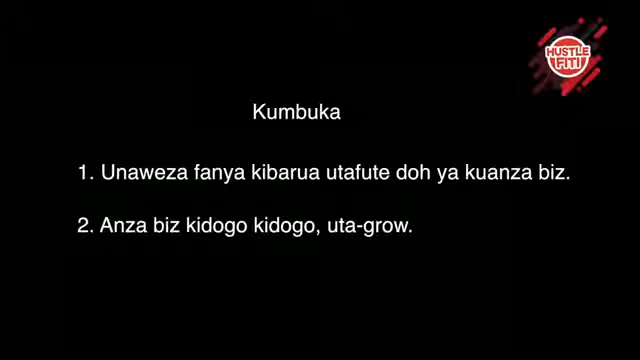 HUSTLE
FITI
Kumbuka
1. Unaweza fanya kibarua utafute doh ya kuanza biz.
2. Anza biz kidogo kidogo, uta-grow.